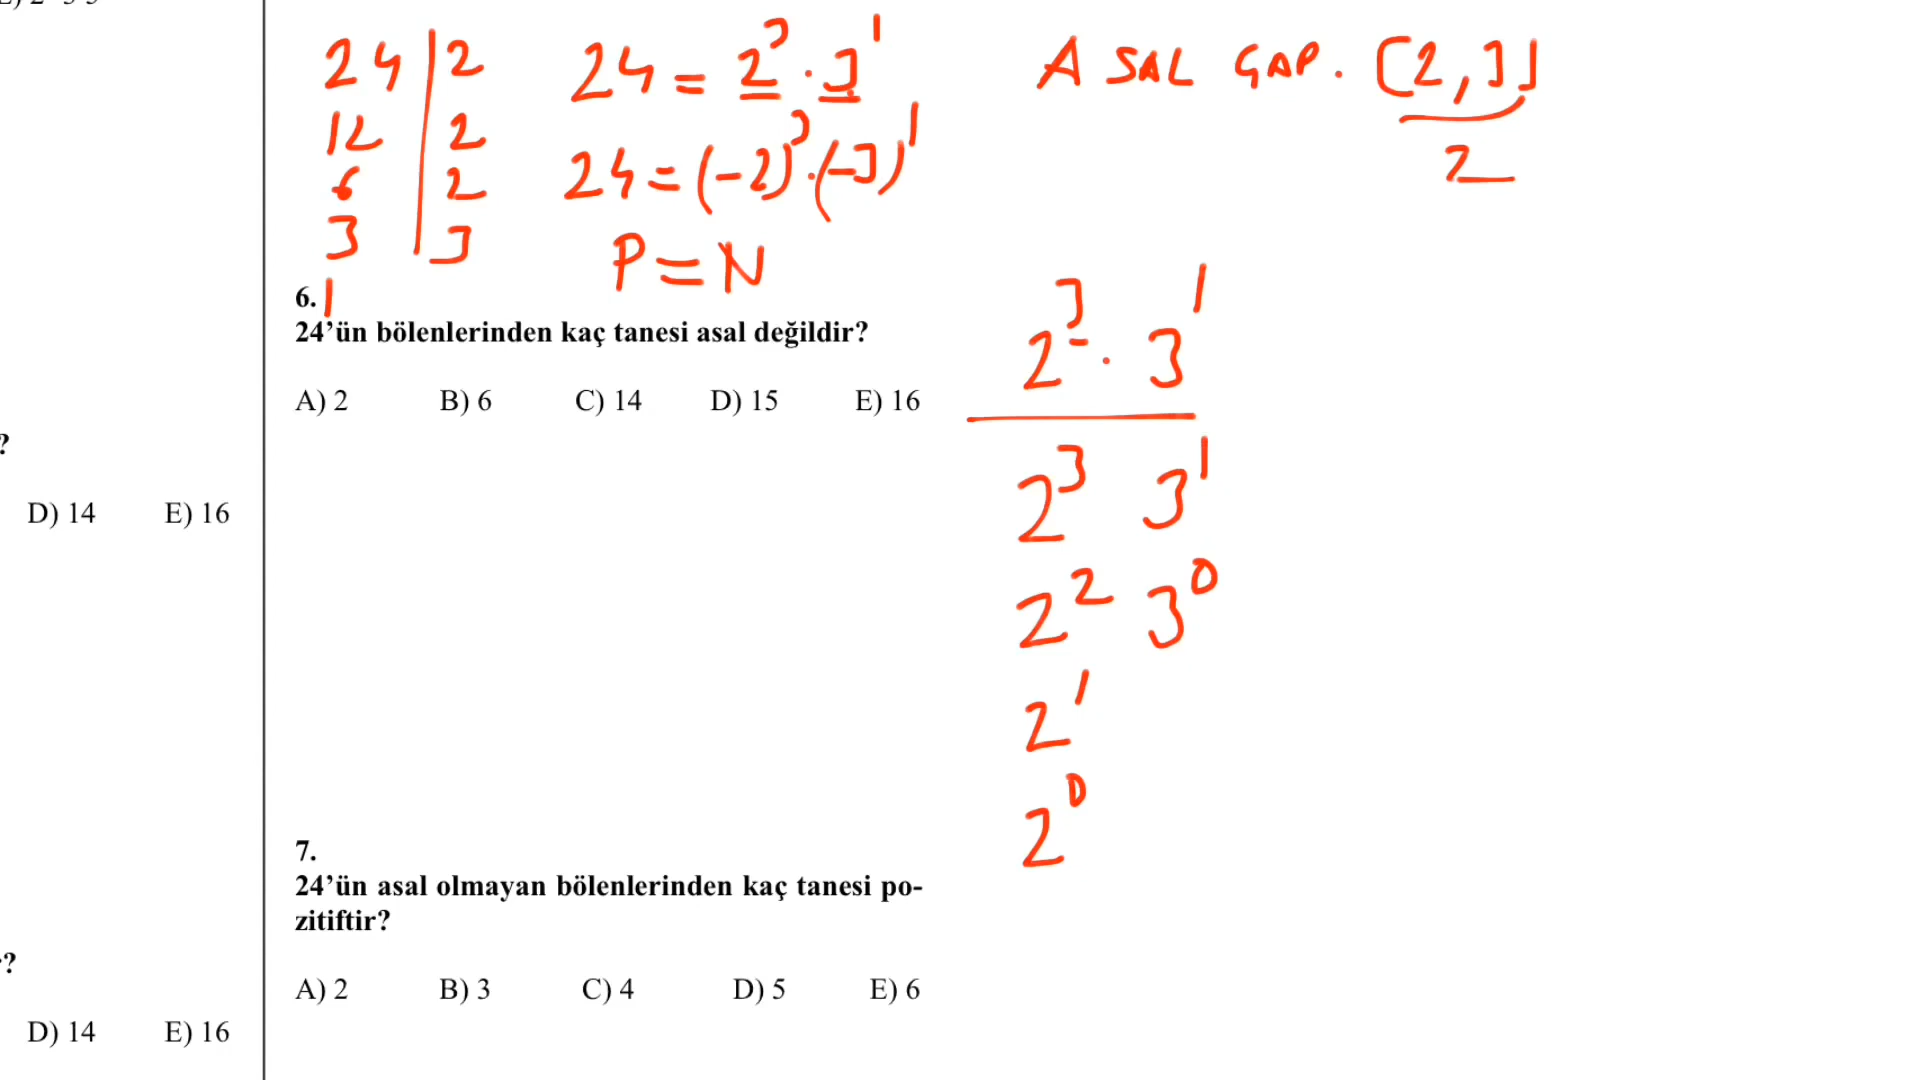 ?
D) 14 E) 16
?
D) 14 E) 16
24 | 2
12 | 2
6 | 2
3 | 3
1
24 = 2³ · 3¹
24 = (-2)³ · (-3)¹
P = N
ASAL ÇAP. [2,3]
2
6.
24’ün bölenlerinden kaç tanesi asal değildir?
A) 2 B) 6 C) 14 D) 15 E) 16
2³ · 3¹
2³ 3¹
2² 3⁰
2¹
2⁰
7.
24’ün asal olmayan bölenlerinden kaç tanesi po-
zitiftir?
A) 2 B) 3 C) 4 D) 5 E) 6